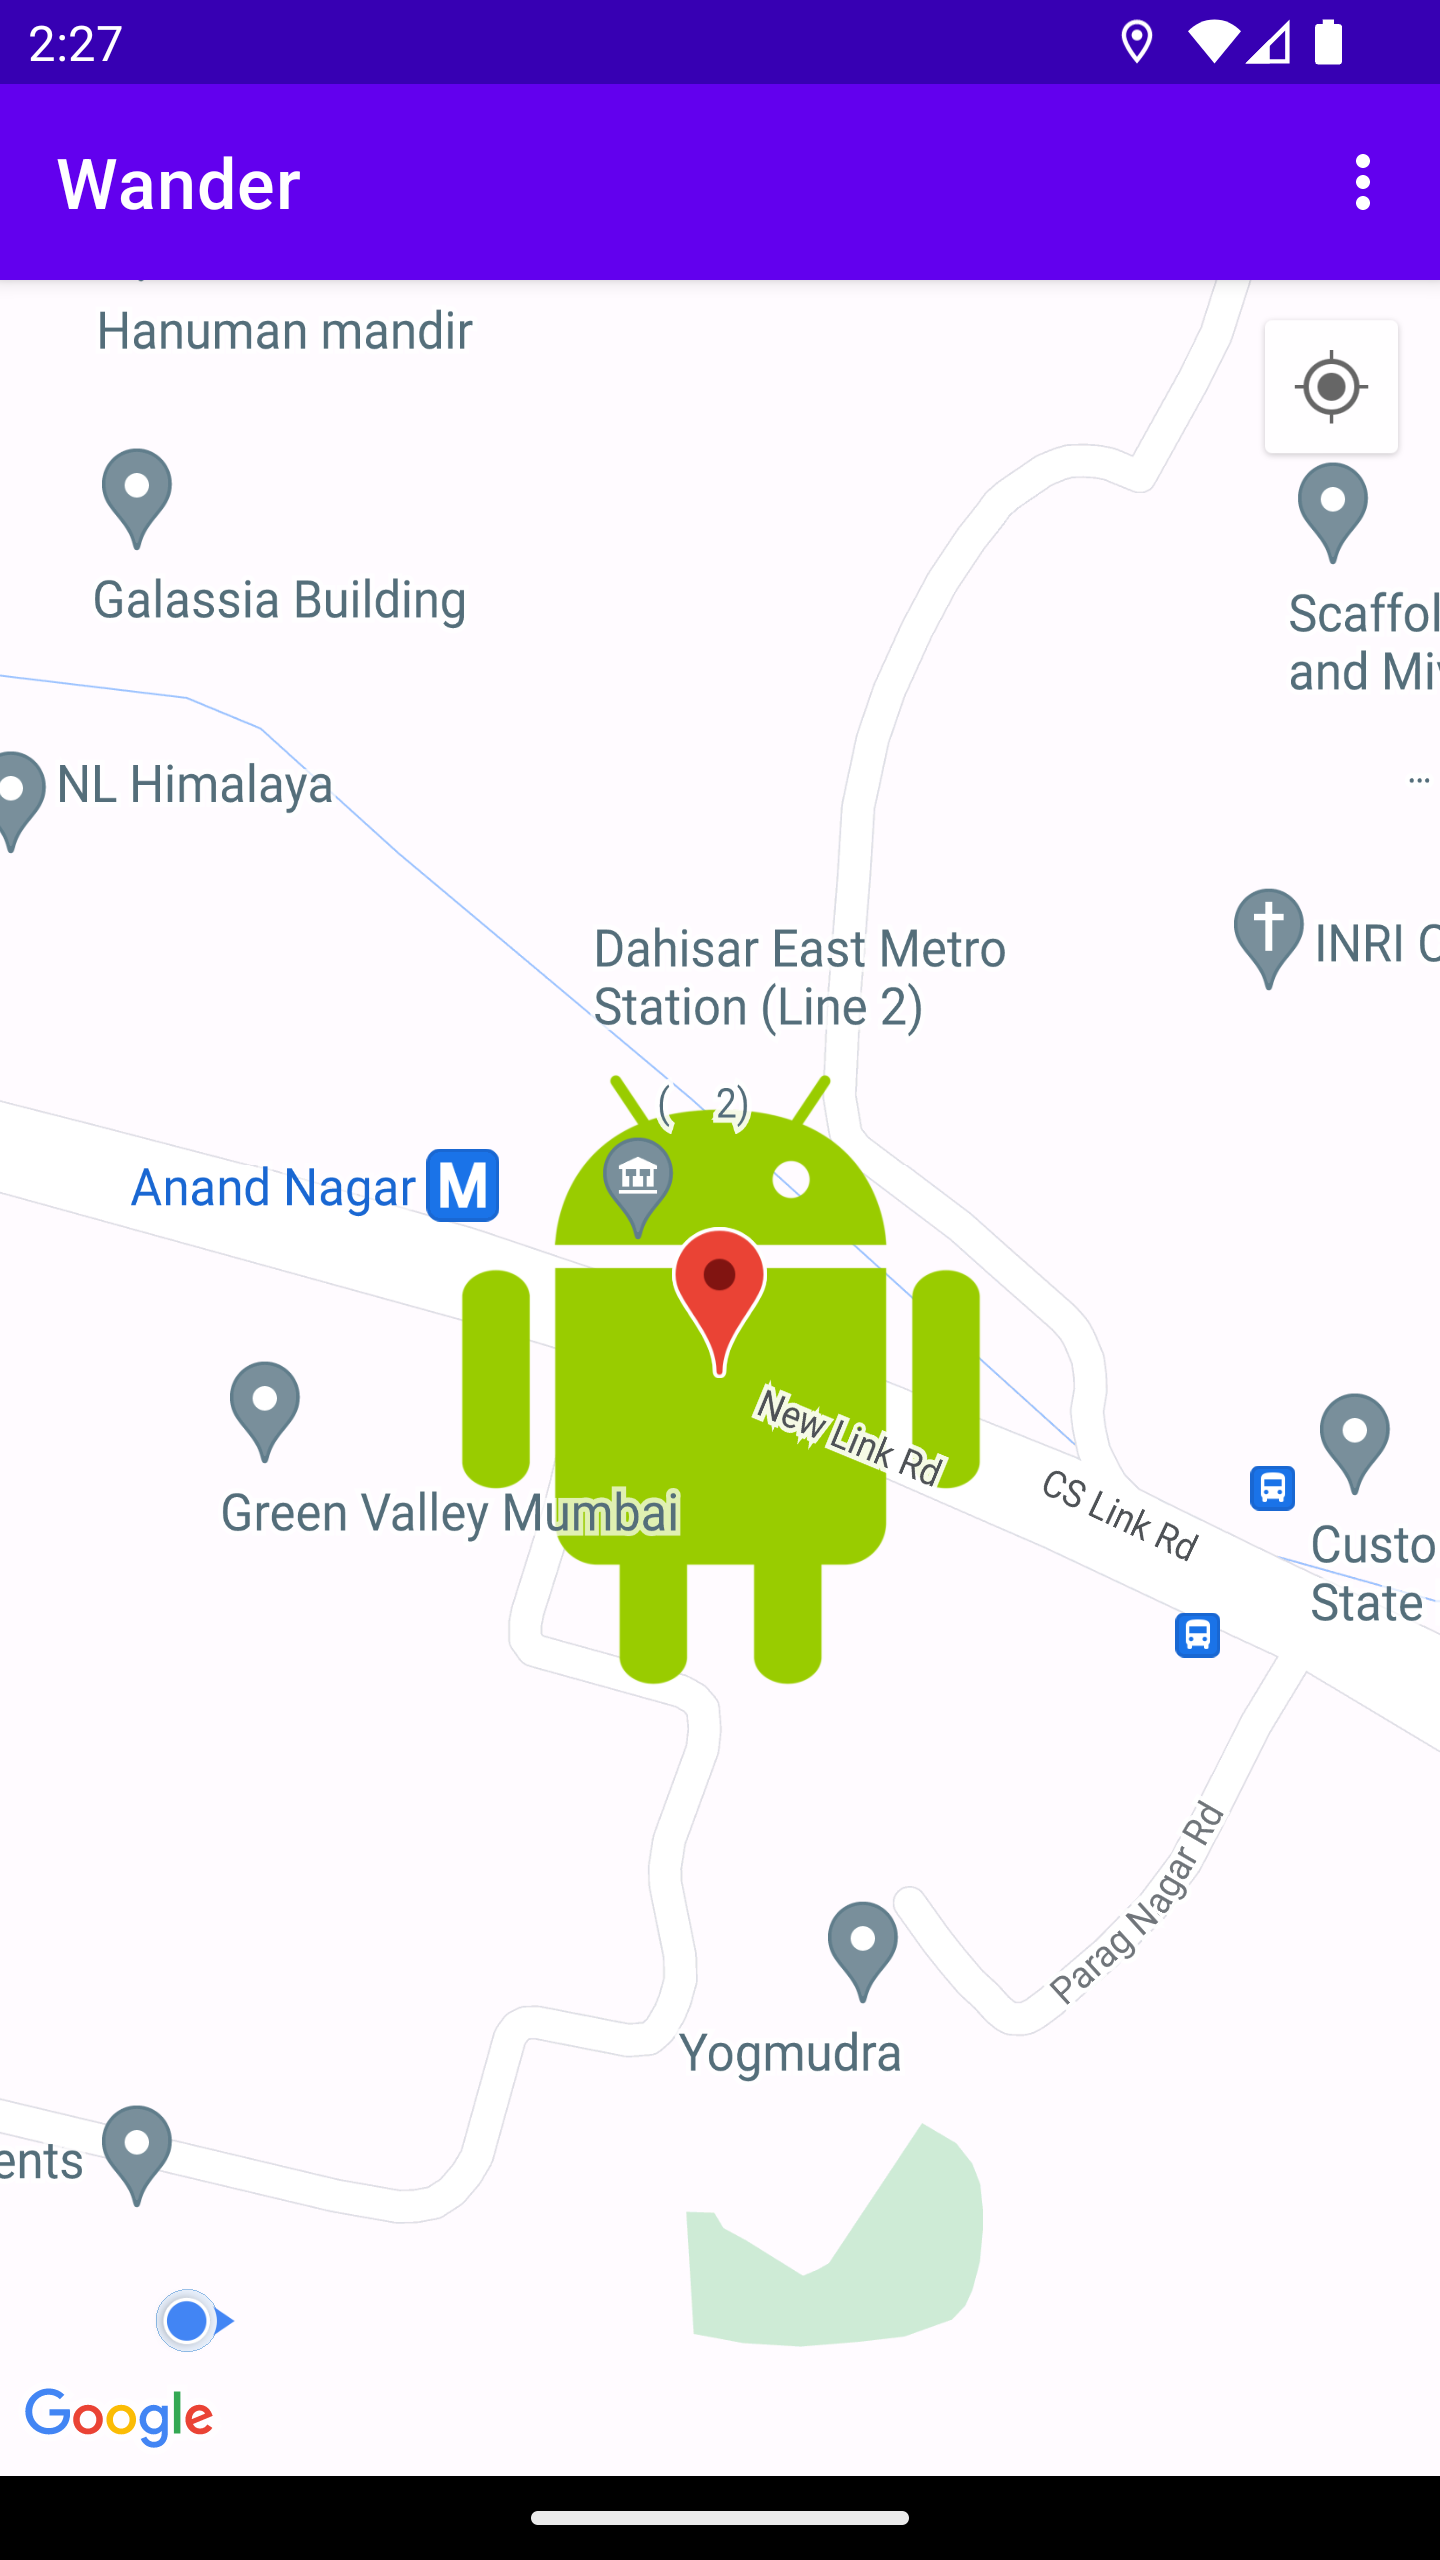 2:27
Wander
Hanuman mandir
Galassia Building
Scaffol
and Mi
...
NL Himalaya
INRI
Dahisar East Metro
Station (Line 2)
( 2)
Anand Nagar M
New Link Rd
Green Valley Mumbai
CS Link Rd
Custo
State
Parag Nagar Rd
Yogmudra
ents
Google